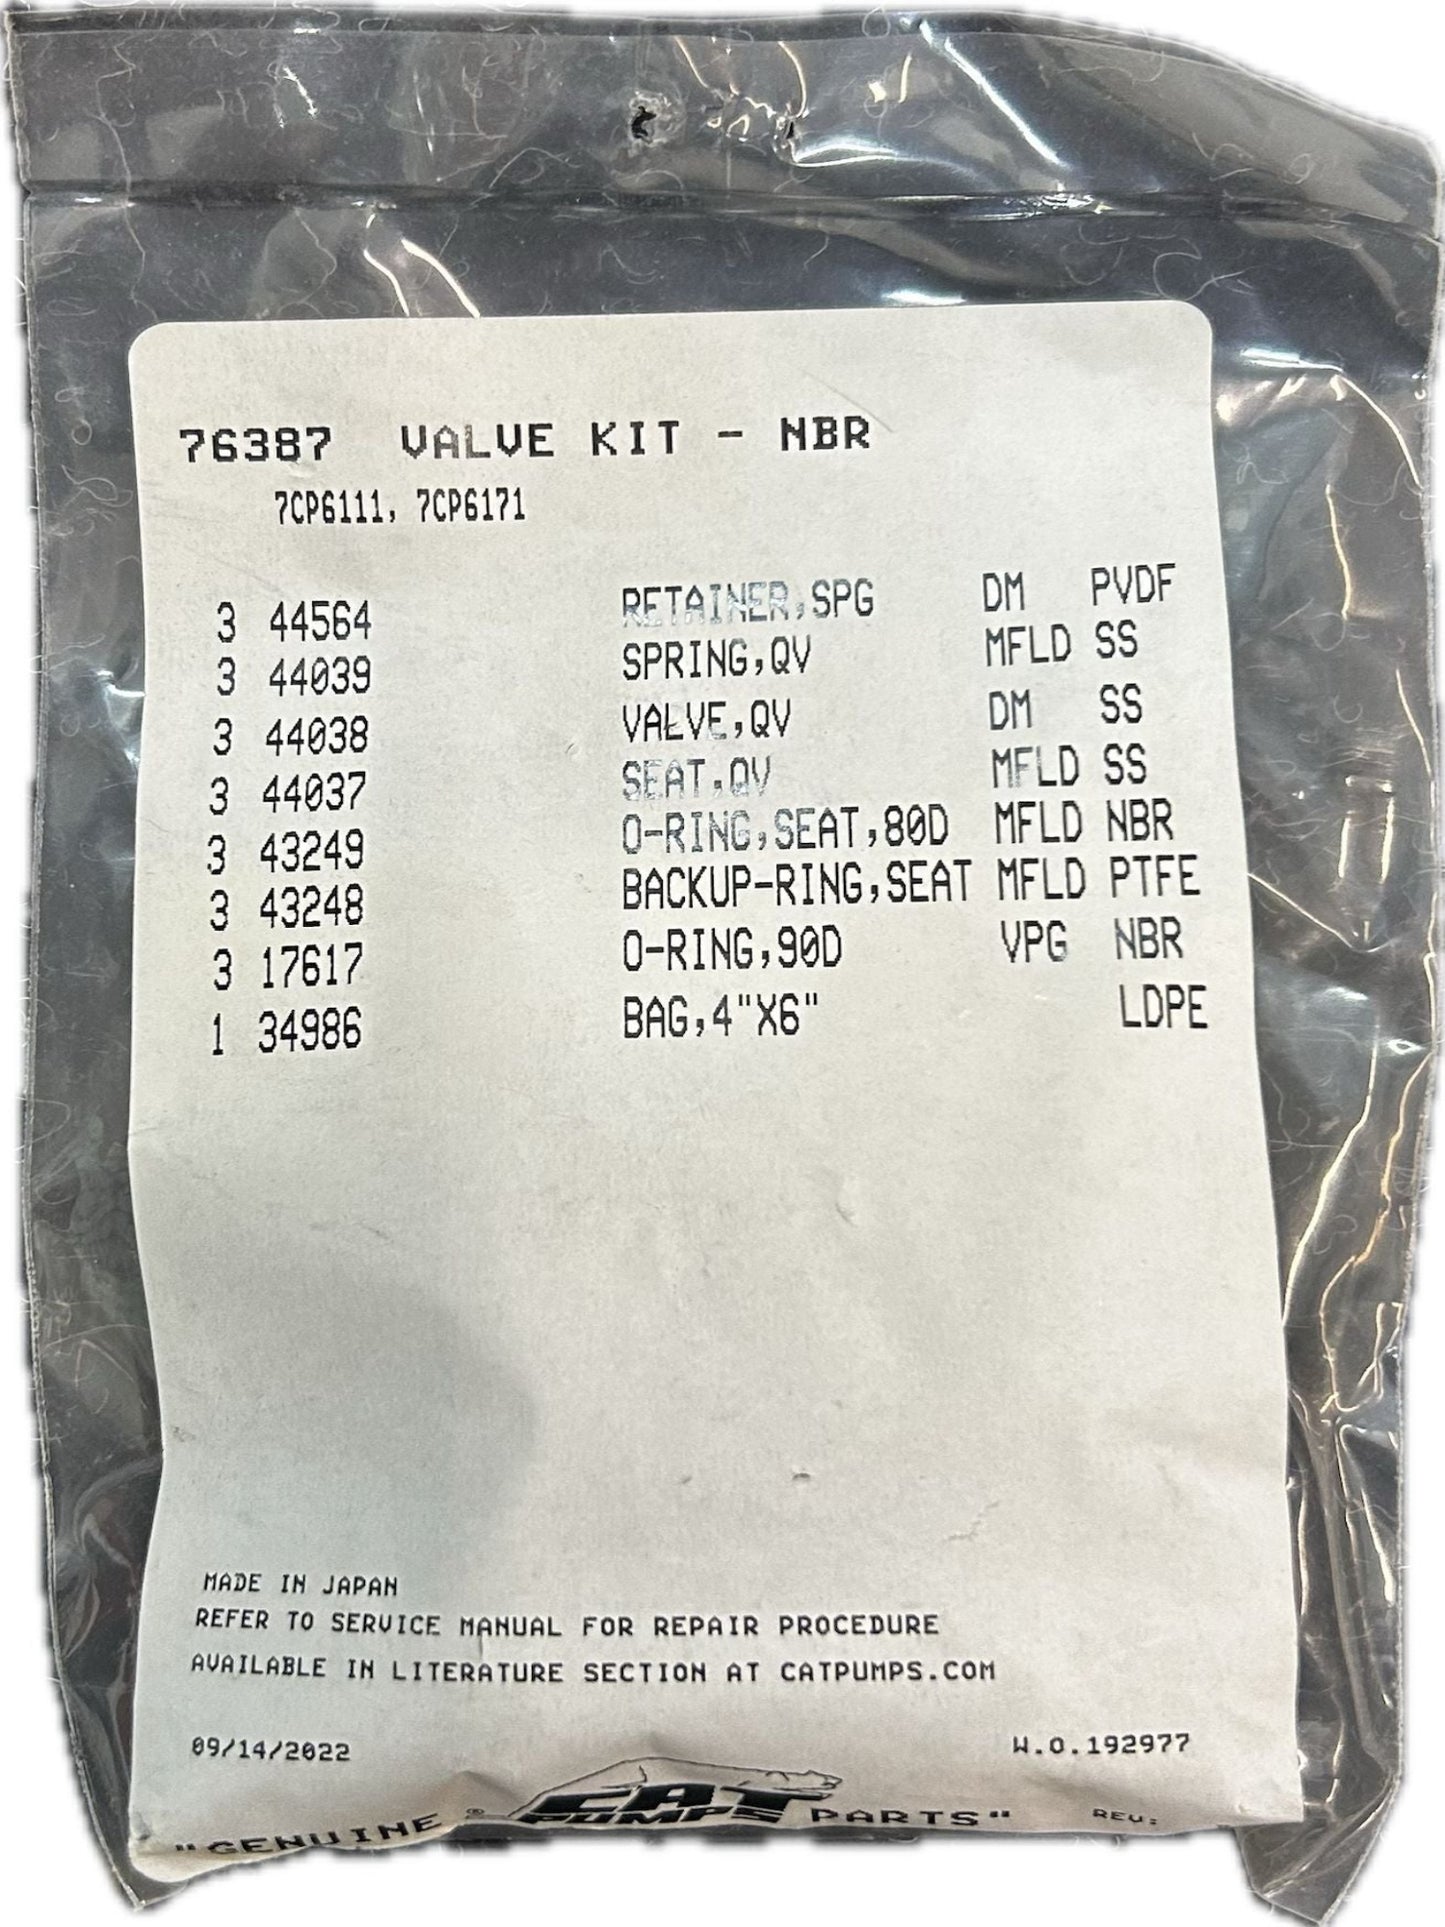 76387 VALVE KIT - NBR
7CP6111, 7CP6171
3 44564 RETAINER,SPG DM PVDF
3 44039 SPRING,QV MFLD SS
3 44038 VALVE,QV DM SS
3 44037 SEAT,QV MFLD SS
3 43249 O-RING,SEAT,80D MFLD NBR
3 43248 BACKUP-RING,SEAT MFLD PTFE
3 17617 O-RING,90D VPG NBR
1 34986 BAG,4"X6" LDPE
MADE IN JAPAN
REFER TO SERVICE MANUAL FOR REPAIR PROCEDURE
AVAILABLE IN LITERATURE SECTION AT CATPUMPS.COM
09/14/2022 W.O.192977
"GENUINE ® CAT PUMPS PARTS" REV: